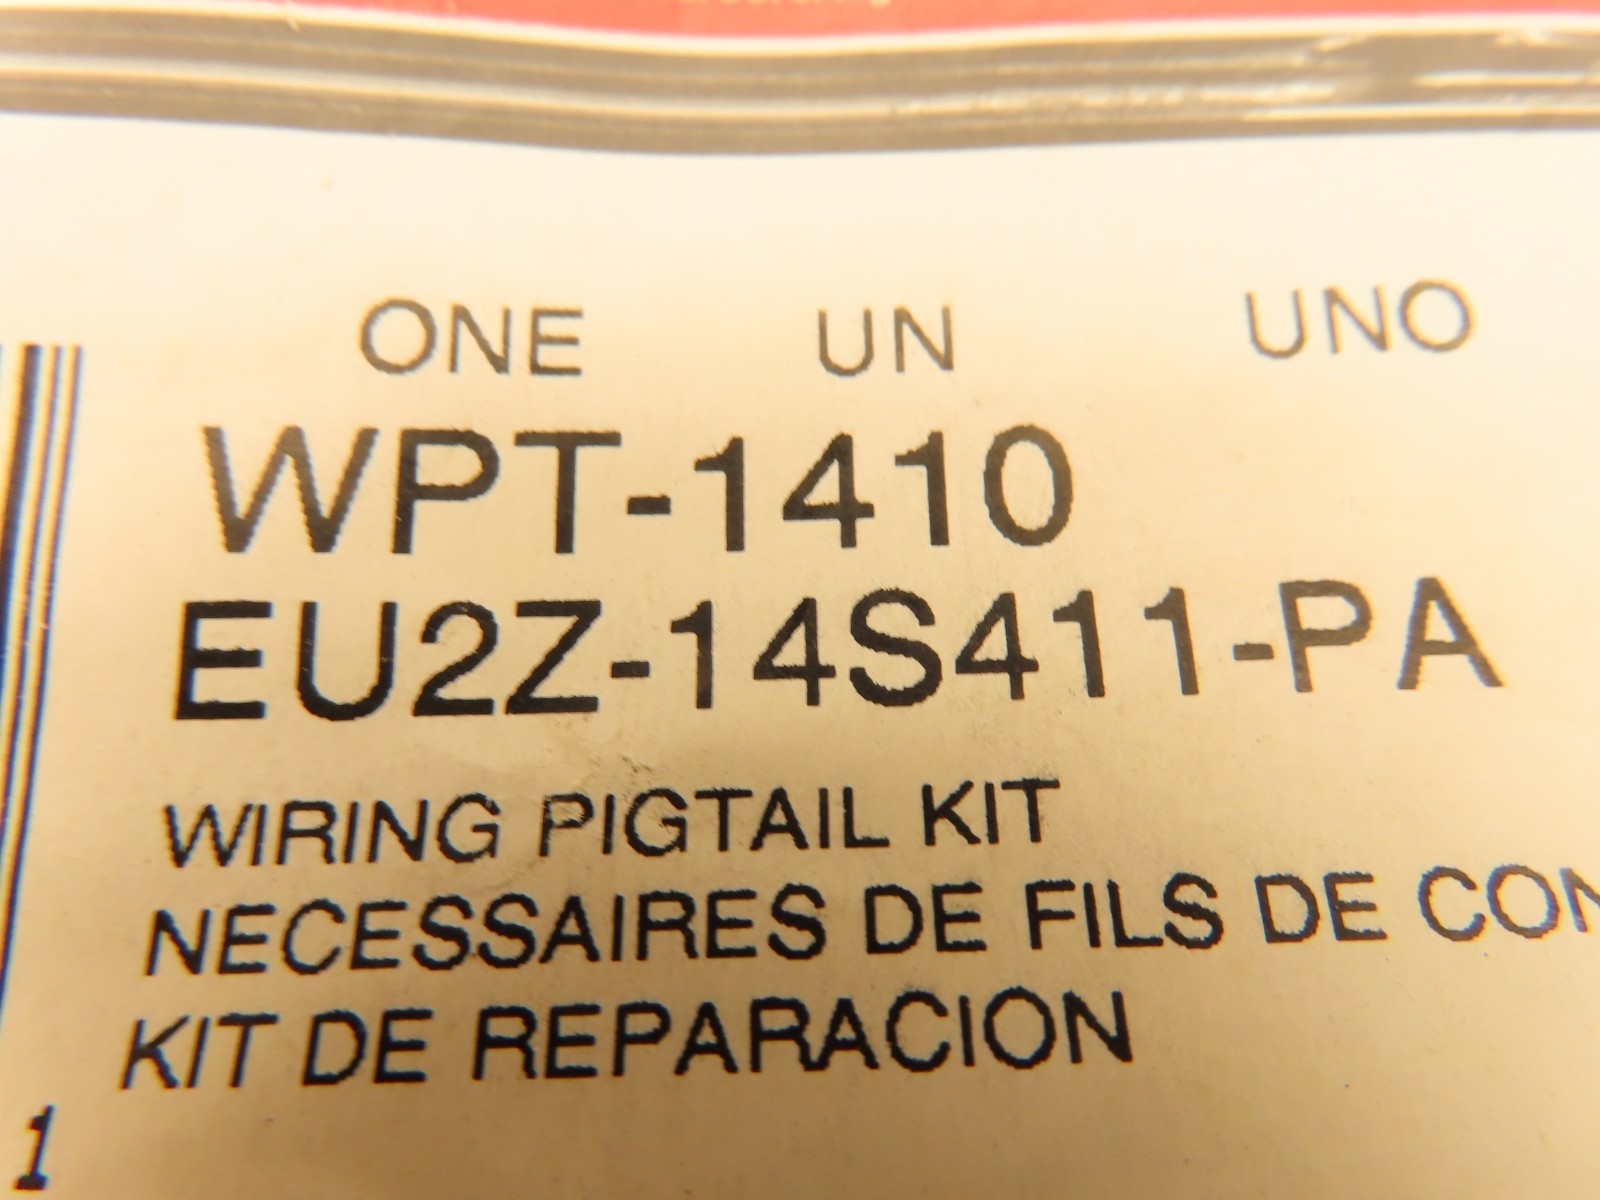 ONE UN UNO
WPT-1410
EU2Z-14S411-PA
WIRING PIGTAIL KIT
NECESSAIRES DE FILS DE CON
KIT DE REPARACION
1